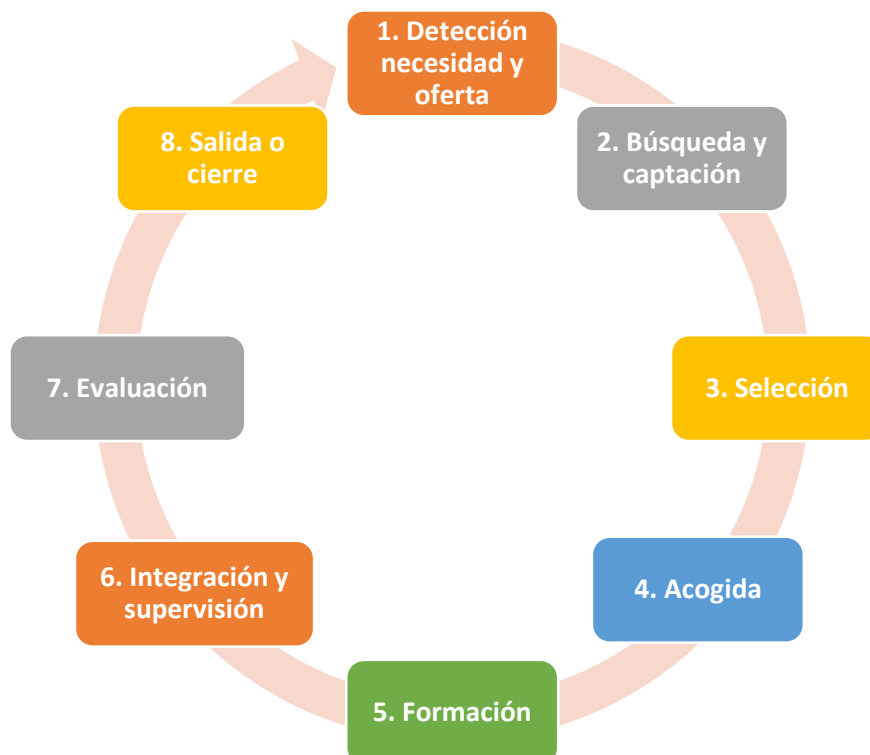 1. Detección
necesidad y
oferta
2. Búsqueda y
captación
3. Selección
4. Acogida
5. Formación
6. Integración y
supervisión
7. Evaluación
8. Salida o
cierre